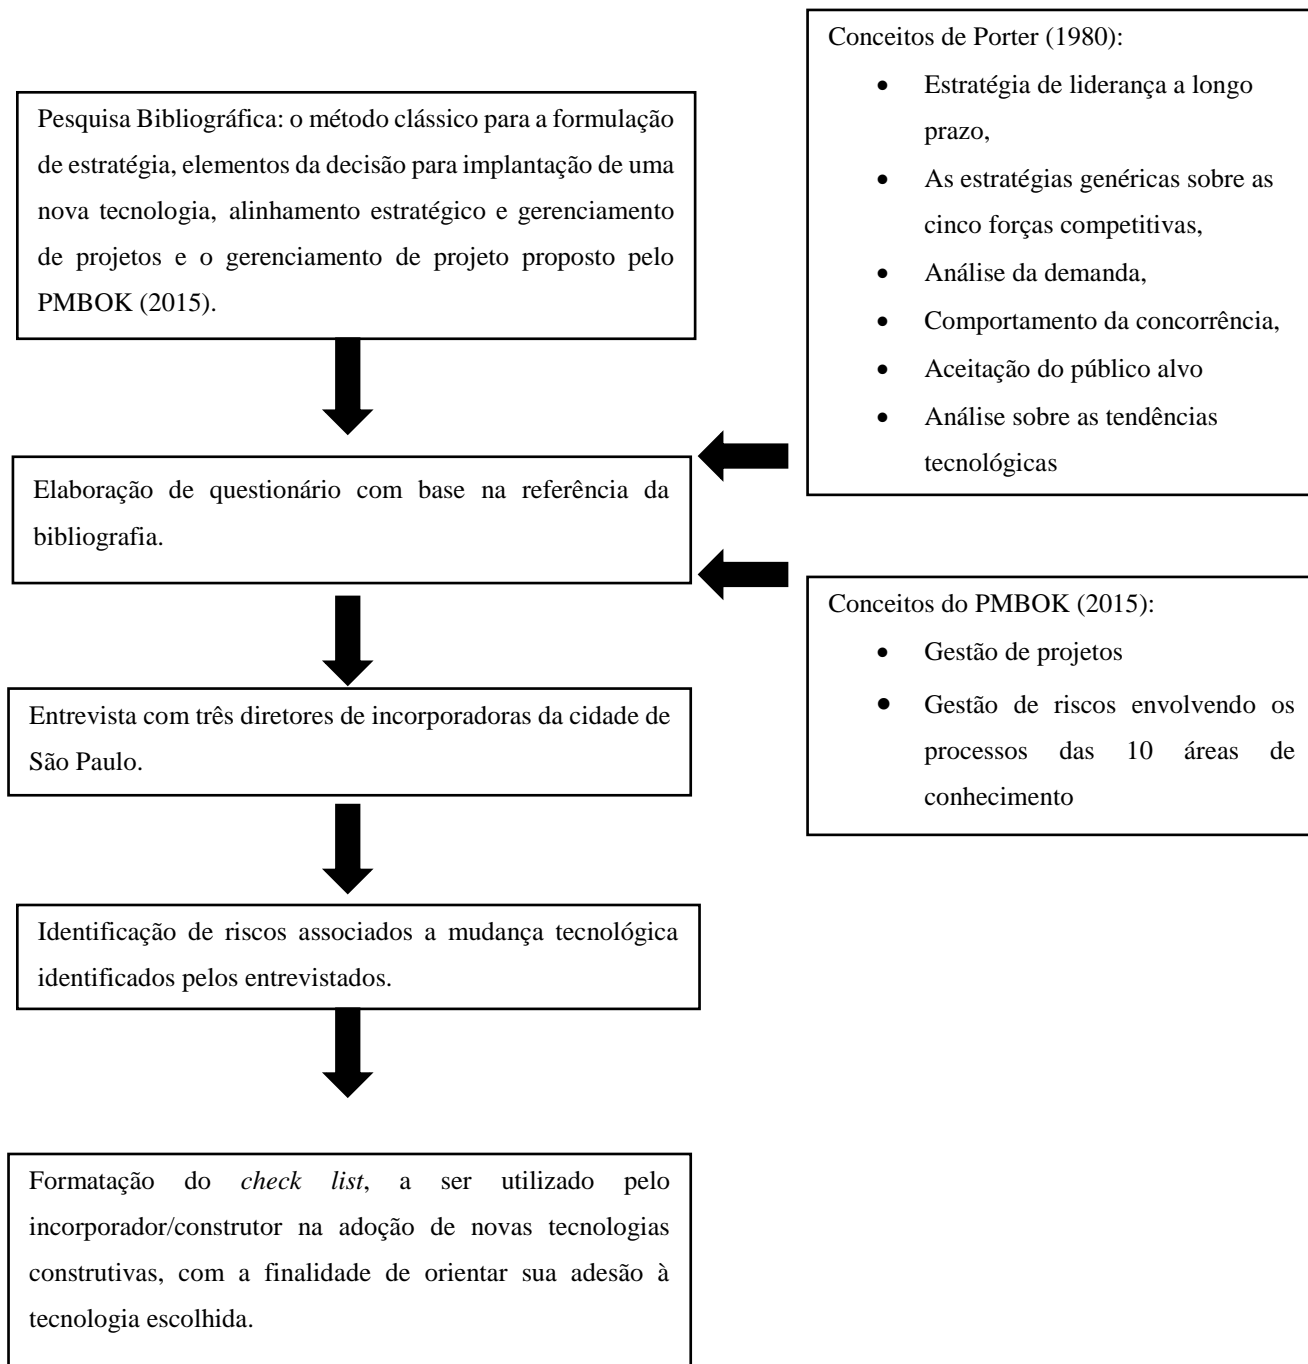 Pesquisa Bibliográfica: o método clássico para a formulação
de estratégia, elementos da decisão para implantação de uma
nova tecnologia, alinhamento estratégico e gerenciamento
de projetos e o gerenciamento de projeto proposto pelo
PMBOK (2015).
Elaboração de questionário com base na referência da
bibliografia.
Entrevista com três diretores de incorporadoras da cidade de
São Paulo.
Identificação de riscos associados a mudança tecnológica
identificados pelos entrevistados.
Formatação do check list, a ser utilizado pelo
incorporador/construtor na adoção de novas tecnologias
construtivas, com a finalidade de orientar sua adesão à
tecnologia escolhida.
Conceitos de Porter (1980):
• Estratégia de liderança a longo
prazo,
• As estratégias genéricas sobre as
cinco forças competitivas,
• Análise da demanda,
• Comportamento da concorrência,
• Aceitação do público alvo
• Análise sobre as tendências
tecnológicas
Conceitos do PMBOK (2015):
• Gestão de projetos
• Gestão de riscos envolvendo os
processos das 10 áreas de
conhecimento